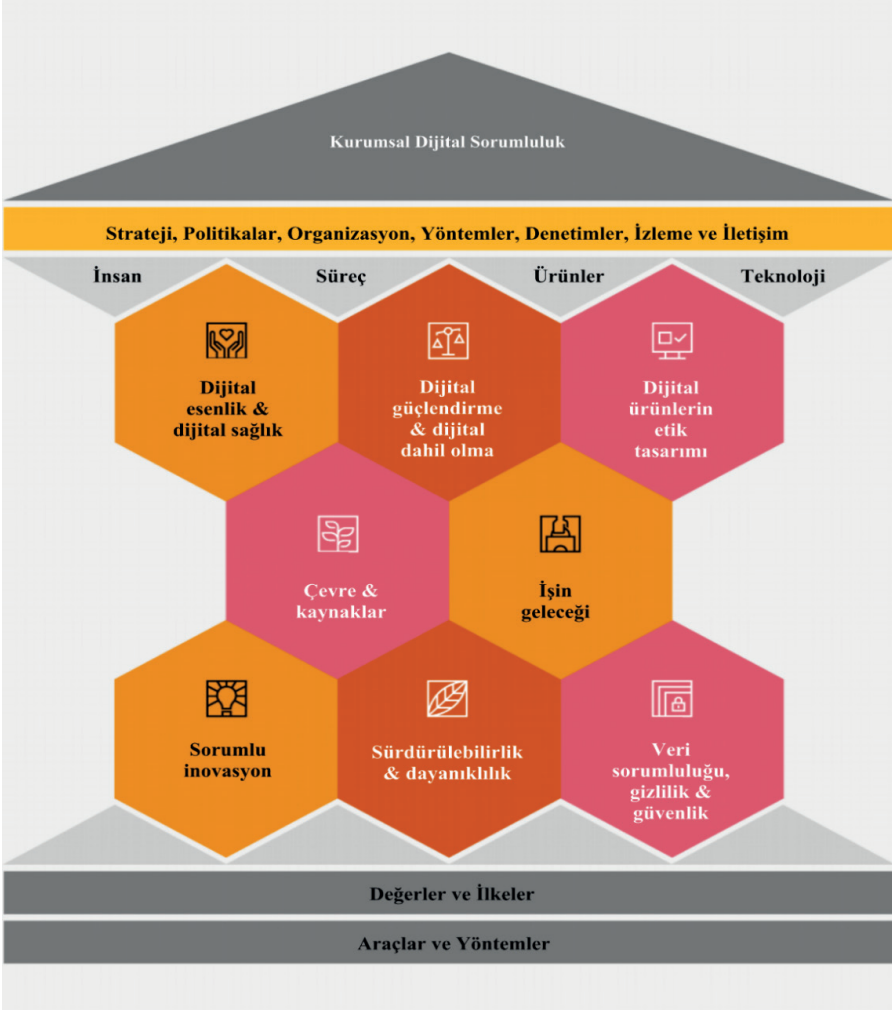 Kurumsal Dijital Sorumluluk
Strateji, Politikalar, Organizasyon, Yöntemler, Denetimler, İzleme ve İletişim
İnsan
Süreç
Ürünler
Teknoloji
Dijital
esenlik &
dijital sağlık
Dijital
güçlendirme
& dijital
dahil olma
Dijital
ürünlerin
etik
tasarımı
Çevre &
kaynaklar
İşin
geleceği
Sorumlu
inovasyon
Sürdürülebilirlik
& dayanıklılık
Veri
sorumluluğu,
gizlilik &
güvenlik
Değerler ve İlkeler
Araçlar ve Yöntemler